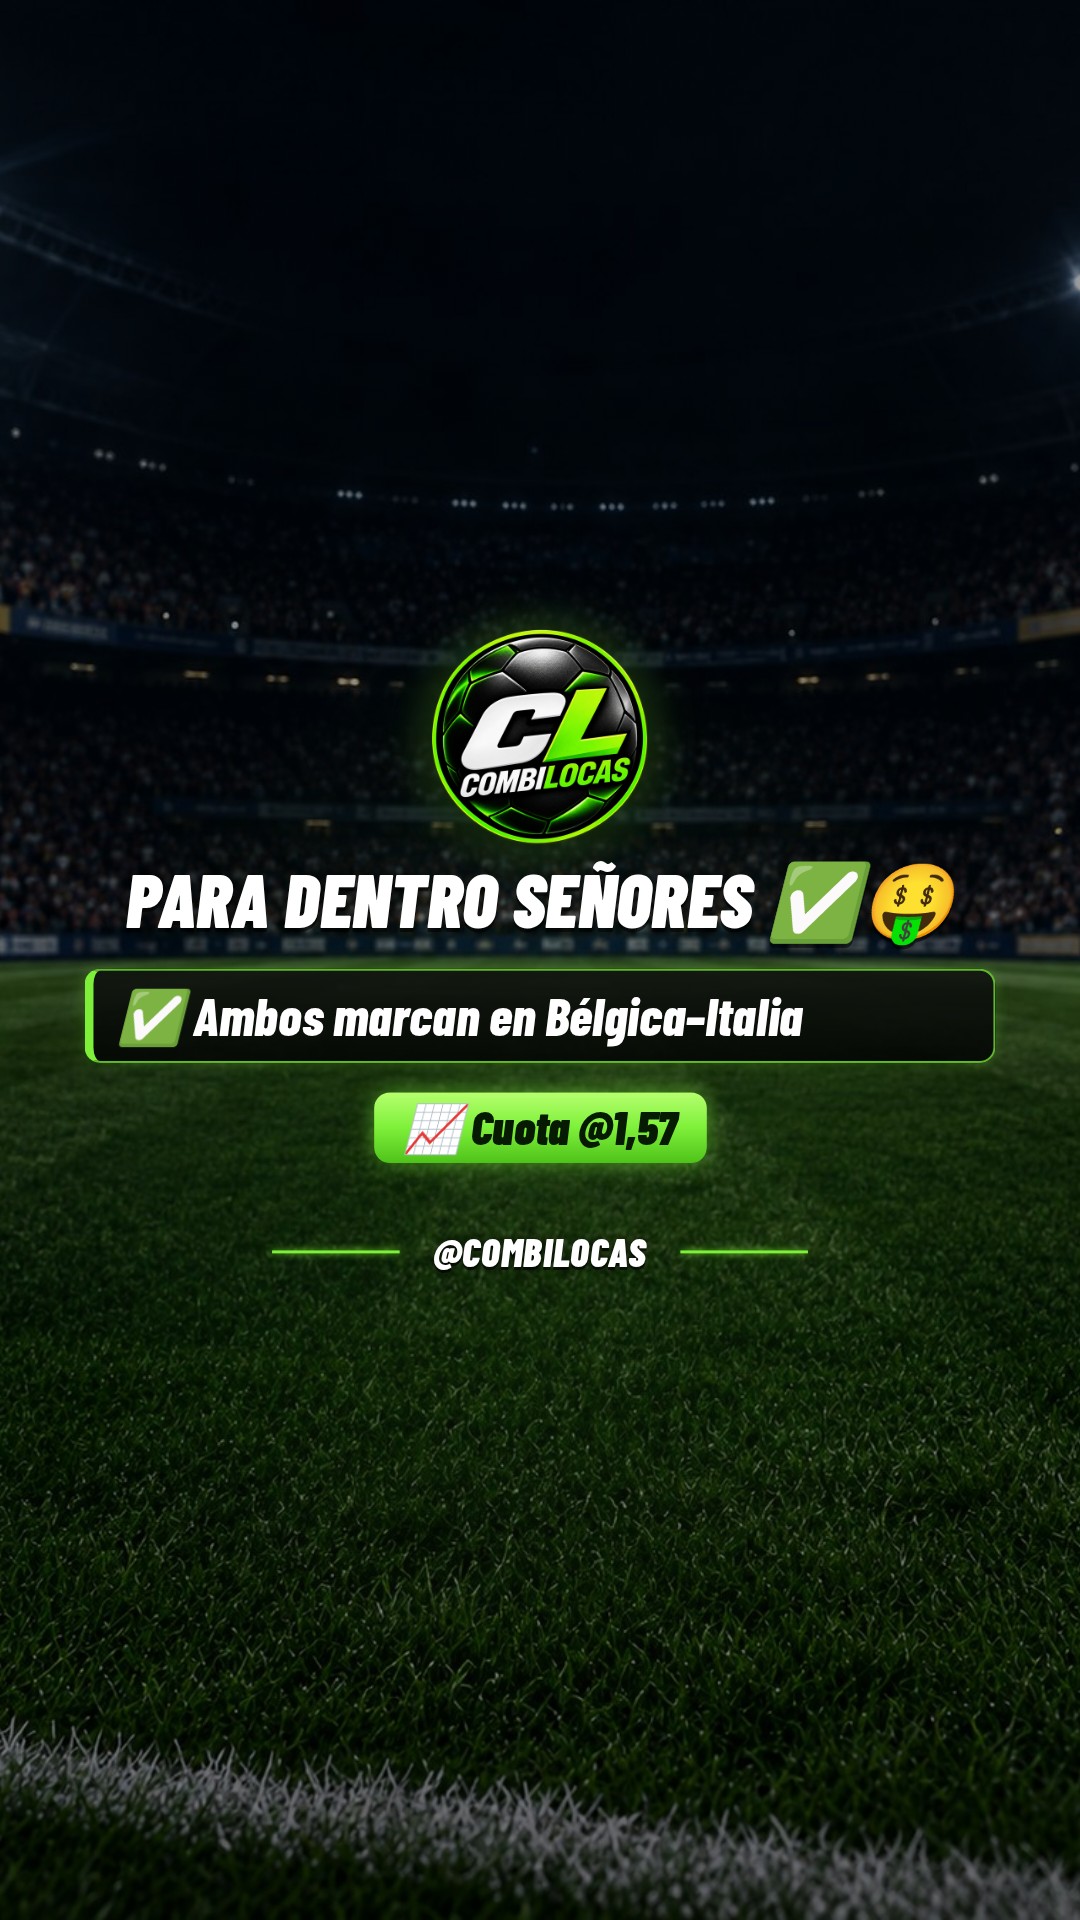 CL
COMBILOCAS
PARA DENTRO SEÑORES ✅🤑
✅ Ambos marcan en Bélgica-Italia
📈 Cuota @1,57
@COMBILOCAS